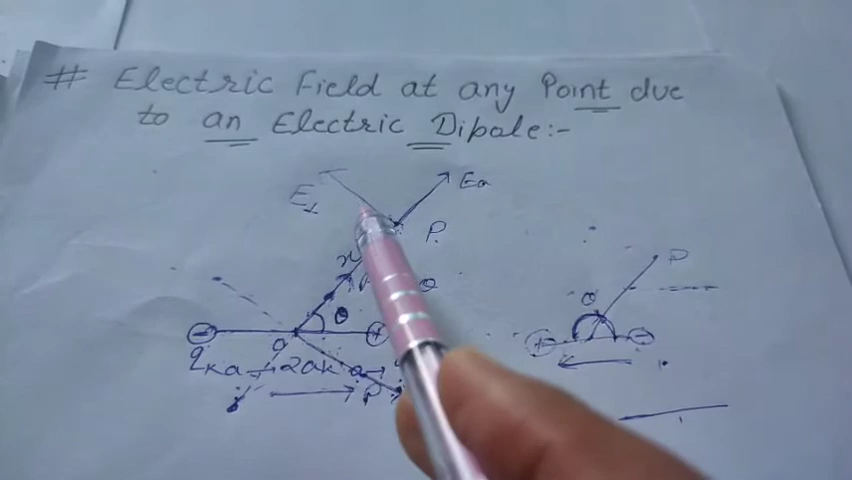 # Electric Field at any Point due
to an Electric Dipole:-
E⊥ Ea
P.
r P
θ
θ
θ
⊖ ⊕ ⊕ ⊖
O
q a 2a
P